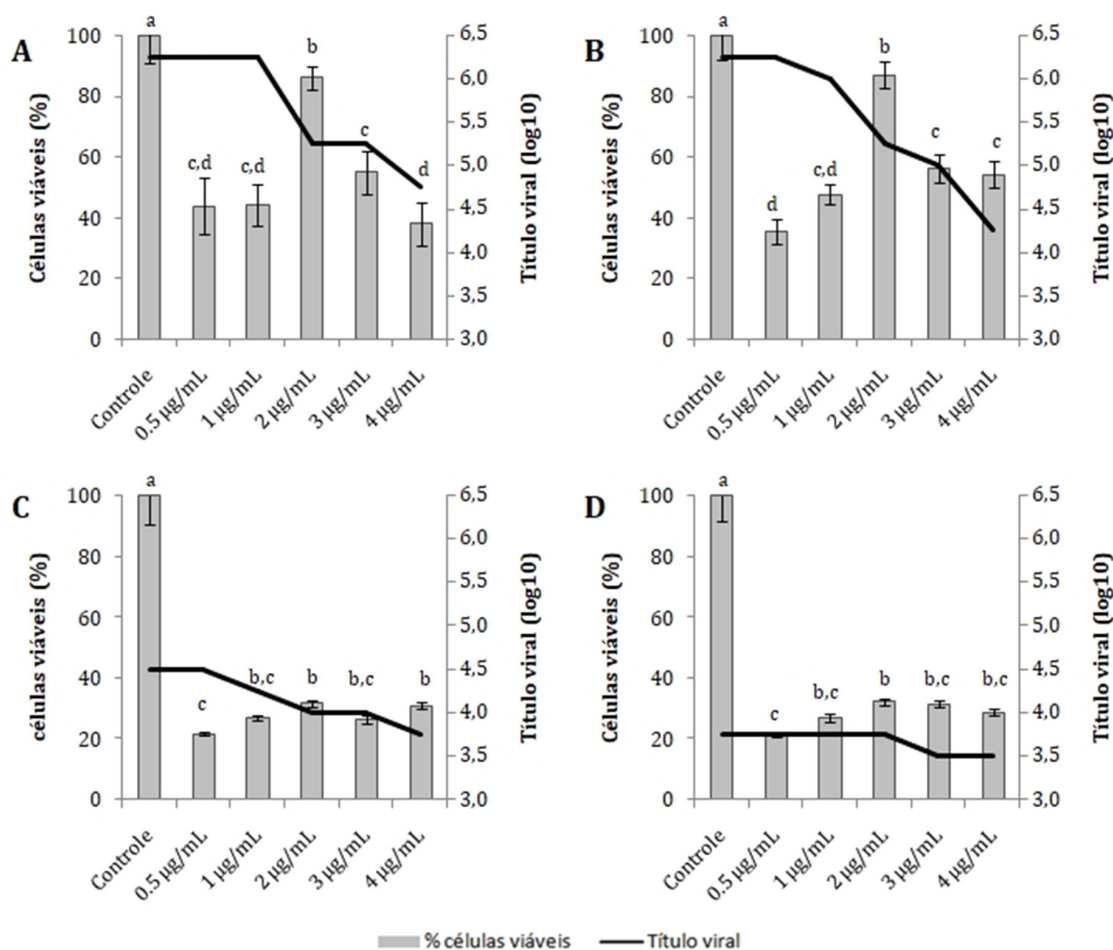 A
Células viáveis (%)
100
80
60
40
20
0
a
c,d
c,d
b
c
d
6,5
6,0
5,5
5,0
4,5
4,0
3,5
3,0
Título viral (log10)
Controle
0.5 µg/mL
1 µg/mL
2 µg/mL
3 µg/mL
4 µg/mL
B
Células viáveis (%)
100
80
60
40
20
0
a
d
c,d
b
c
c
6,5
6,0
5,5
5,0
4,5
4,0
3,5
3,0
Título viral (log10)
Controle
0.5 µg/mL
1 µg/mL
2 µg/mL
3 µg/mL
4 µg/mL
C
células viáveis (%)
100
80
60
40
20
0
a
c
b,c
b
b,c
b
6,5
6,0
5,5
5,0
4,5
4,0
3,5
3,0
Título viral (log10)
Controle
0.5 µg/mL
1 µg/mL
2 µg/mL
3 µg/mL
4 µg/mL
D
Células viáveis (%)
100
80
60
40
20
0
a
c
b,c
b
b,c
b,c
6,5
6,0
5,5
5,0
4,5
4,0
3,5
3,0
Título viral (log10)
Controle
0.5 µg/mL
1 µg/mL
2 µg/mL
3 µg/mL
4 µg/mL
% células viáveis
Título viral